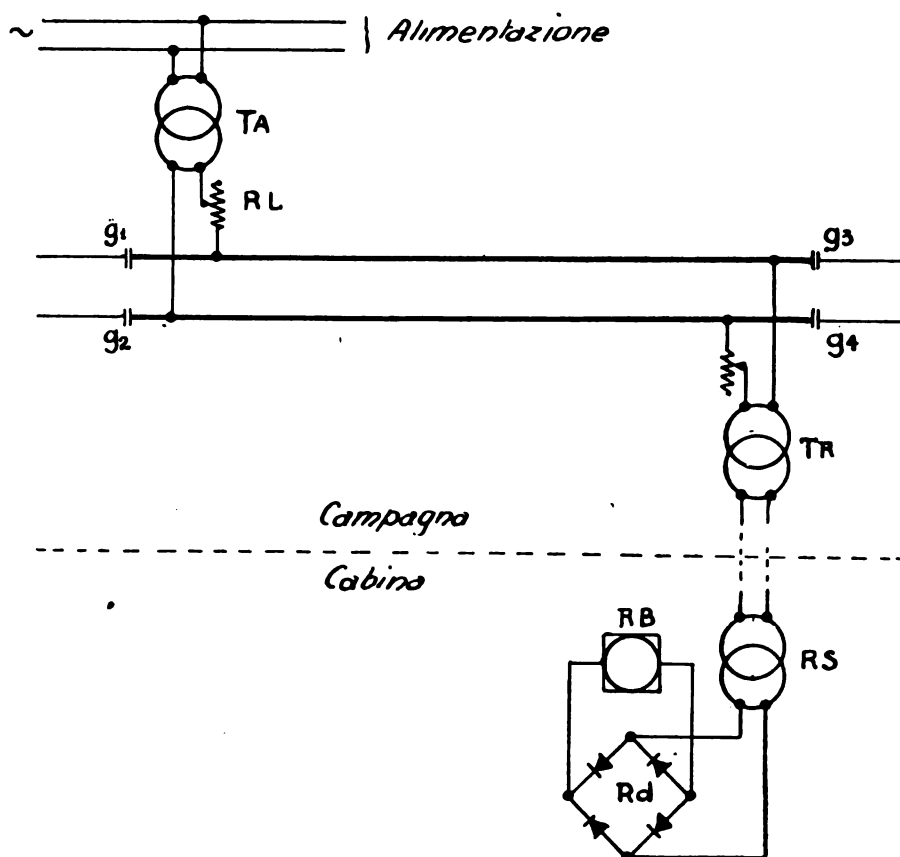 ~ Alimentazione
TA
RL
g1
g3
g2
g4
TR
Campagna
Cabina
RB
RS
Rd